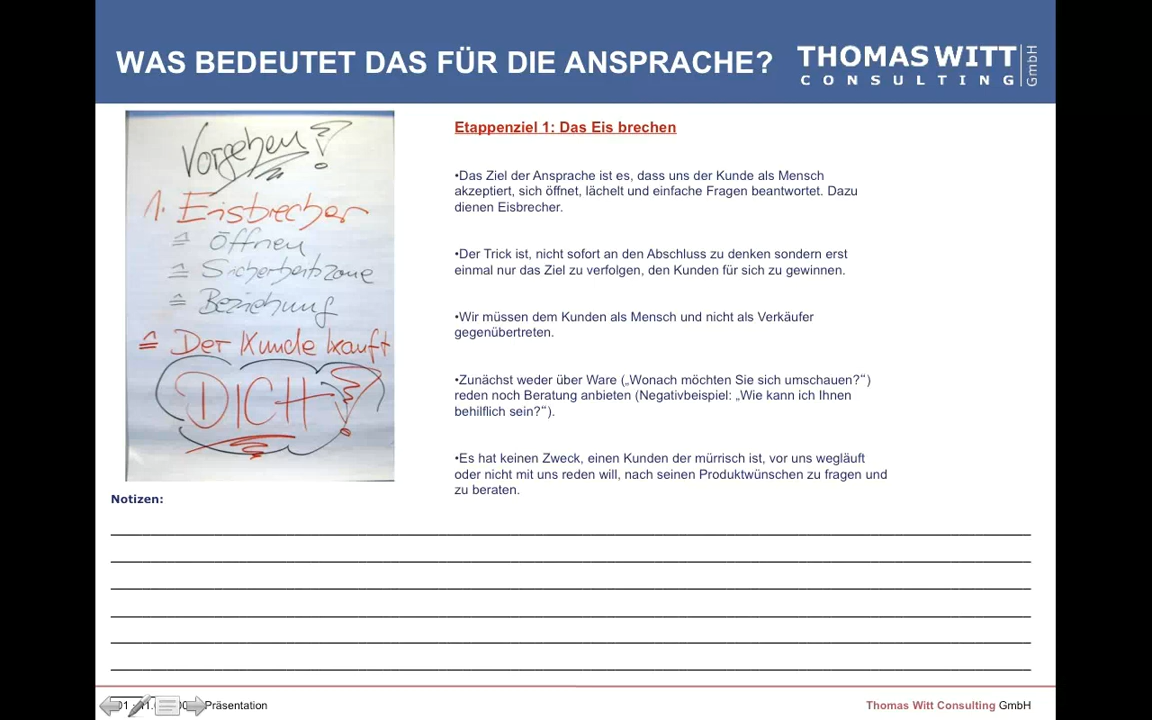 WAS BEDEUTET DAS FÜR DIE ANSPRACHE?
THOMAS WITT
CONSULTING
GmbH
Vorgehen?!
1. Eisbrecher
≙ Öffnen
≙ Sicherheitszone
≙ Beziehung
≙ Der Kunde kauft
DICH?!
Etappenziel 1: Das Eis brechen
•Das Ziel der Ansprache ist es, dass uns der Kunde als Mensch
akzeptiert, sich öffnet, lächelt und einfache Fragen beantwortet. Dazu
dienen Eisbrecher.
•Der Trick ist, nicht sofort an den Abschluss zu denken sondern erst
einmal nur das Ziel zu verfolgen, den Kunden für sich zu gewinnen.
•Wir müssen dem Kunden als Mensch und nicht als Verkäufer
gegenübertreten.
•Zunächst weder über Ware („Wonach möchten Sie sich umschauen?“)
reden noch Beratung anbieten (Negativbeispiel: „Wie kann ich Ihnen
behilflich sein?“).
•Es hat keinen Zweck, einen Kunden der mürrisch ist, vor uns wegläuft
oder nicht mit uns reden will, nach seinen Produktwünschen zu fragen und
zu beraten.
Notizen:
Präsentation
Thomas Witt Consulting GmbH